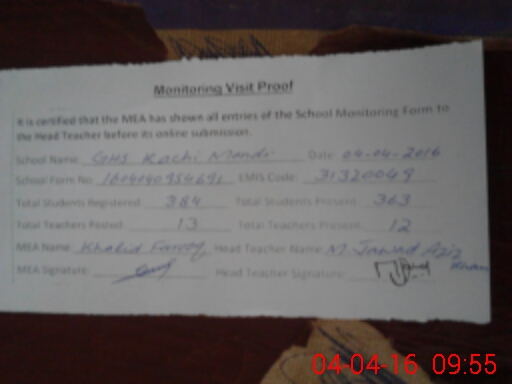 Monitoring Visit Proof
It is certified that the MEA has shown all entries of the School Monitoring Form to
the Head Teacher before its online submission.
School Name: GHS Kachi Mandi Date: 04-04-2016
School Form No: EMIS Code: 31320049
Total Students Registered 384 Total Students Present 363
Total Teachers Posted 13 Total Teachers Present 12
MEA Name: Khalid Farooq Head Teacher Name: M Jawad Aziz
Khan
MEA Signature: Head Teacher Signature:
04-04-16 09:55